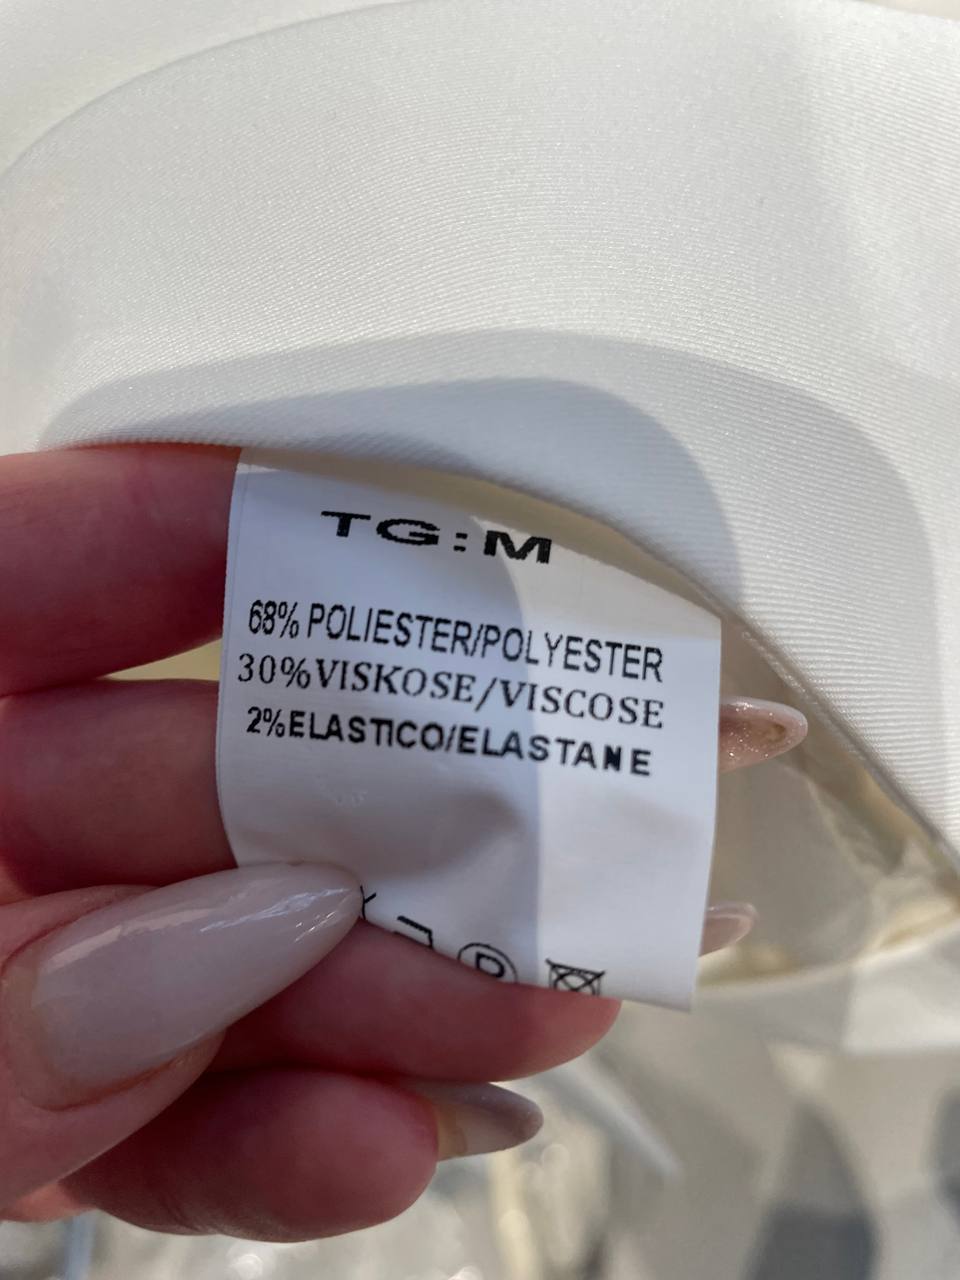 TG:M
68% POLIESTER/POLYESTER
30%VISKOSE/VISCOSE
2%ELASTICO/ELASTANE
P